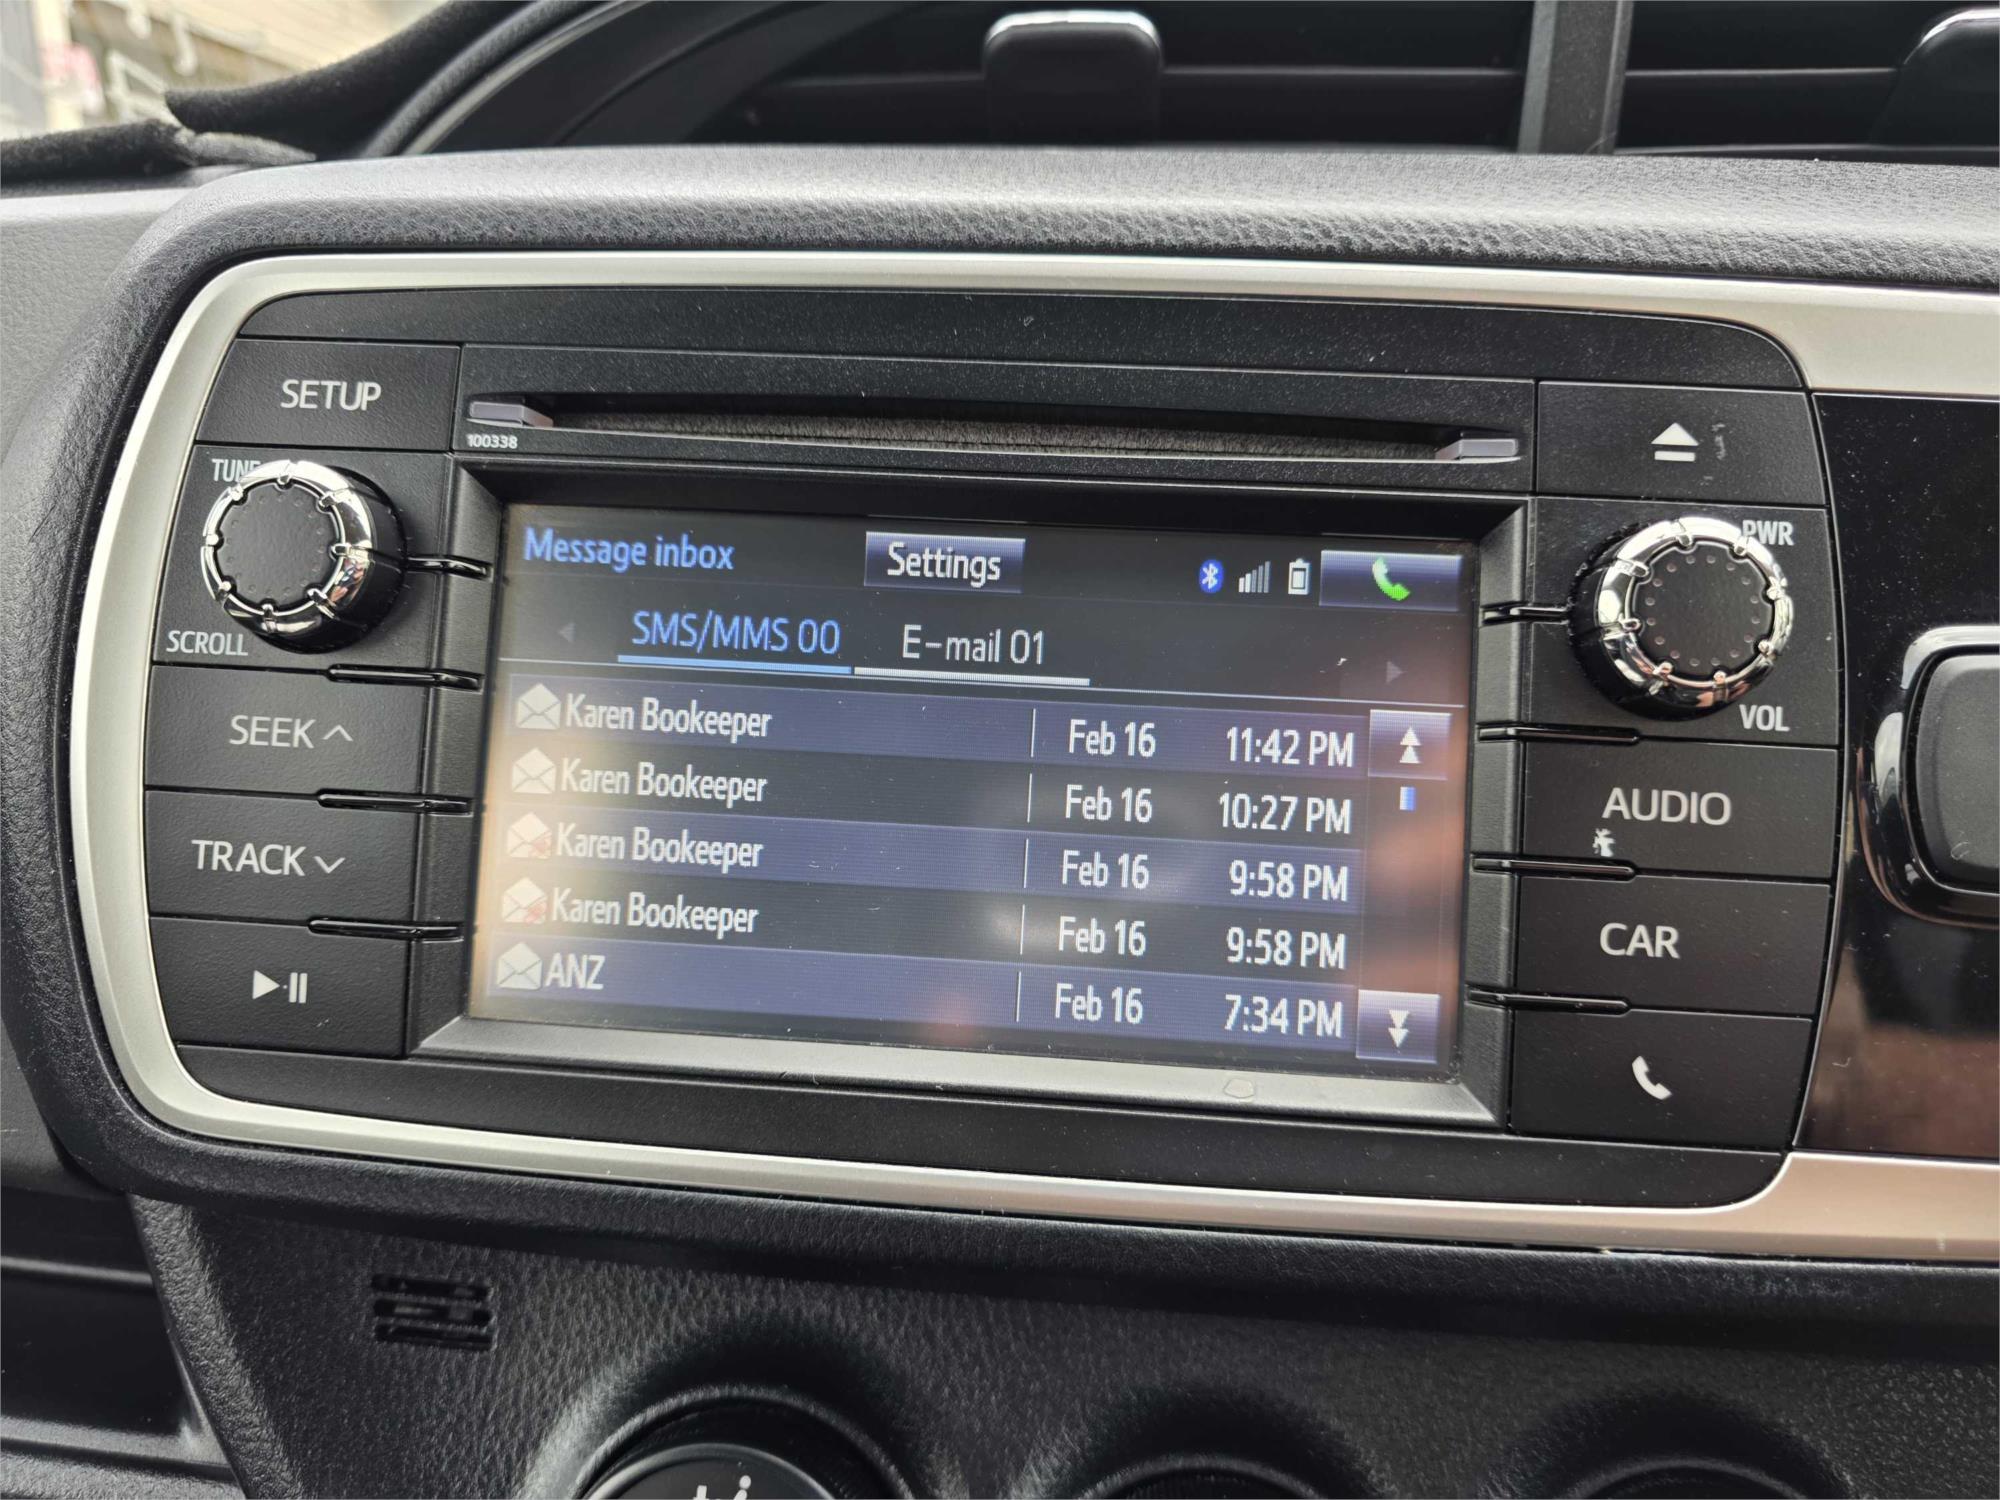 SETUP
100338
TUNE
SCROLL
SEEK
TRACK
Message inbox
Settings
SMS/MMS 00
E-mail 01
Karen Bookeeper Feb 16 11:42 PM
Karen Bookeeper Feb 16 10:27 PM
Karen Bookeeper Feb 16 9:58 PM
Karen Bookeeper Feb 16 9:58 PM
ANZ Feb 16 7:34 PM
PWR
VOL
AUDIO
CAR